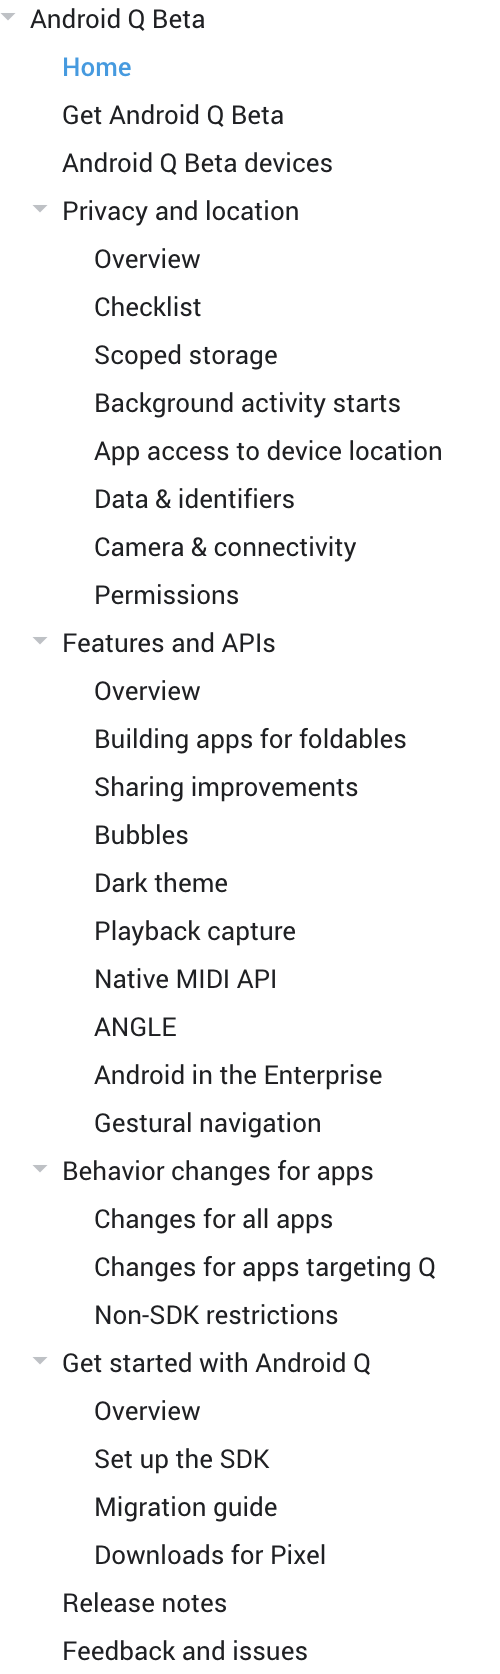 Android Q Beta
Home
Get Android Q Beta
Android Q Beta devices
Privacy and location
Overview
Checklist
Scoped storage
Background activity starts
App access to device location
Data & identifiers
Camera & connectivity
Permissions
Features and APIs
Overview
Building apps for foldables
Sharing improvements
Bubbles
Dark theme
Playback capture
Native MIDI API
ANGLE
Android in the Enterprise
Gestural navigation
Behavior changes for apps
Changes for all apps
Changes for apps targeting Q
Non-SDK restrictions
Get started with Android Q
Overview
Set up the SDK
Migration guide
Downloads for Pixel
Release notes
Feedback and issues